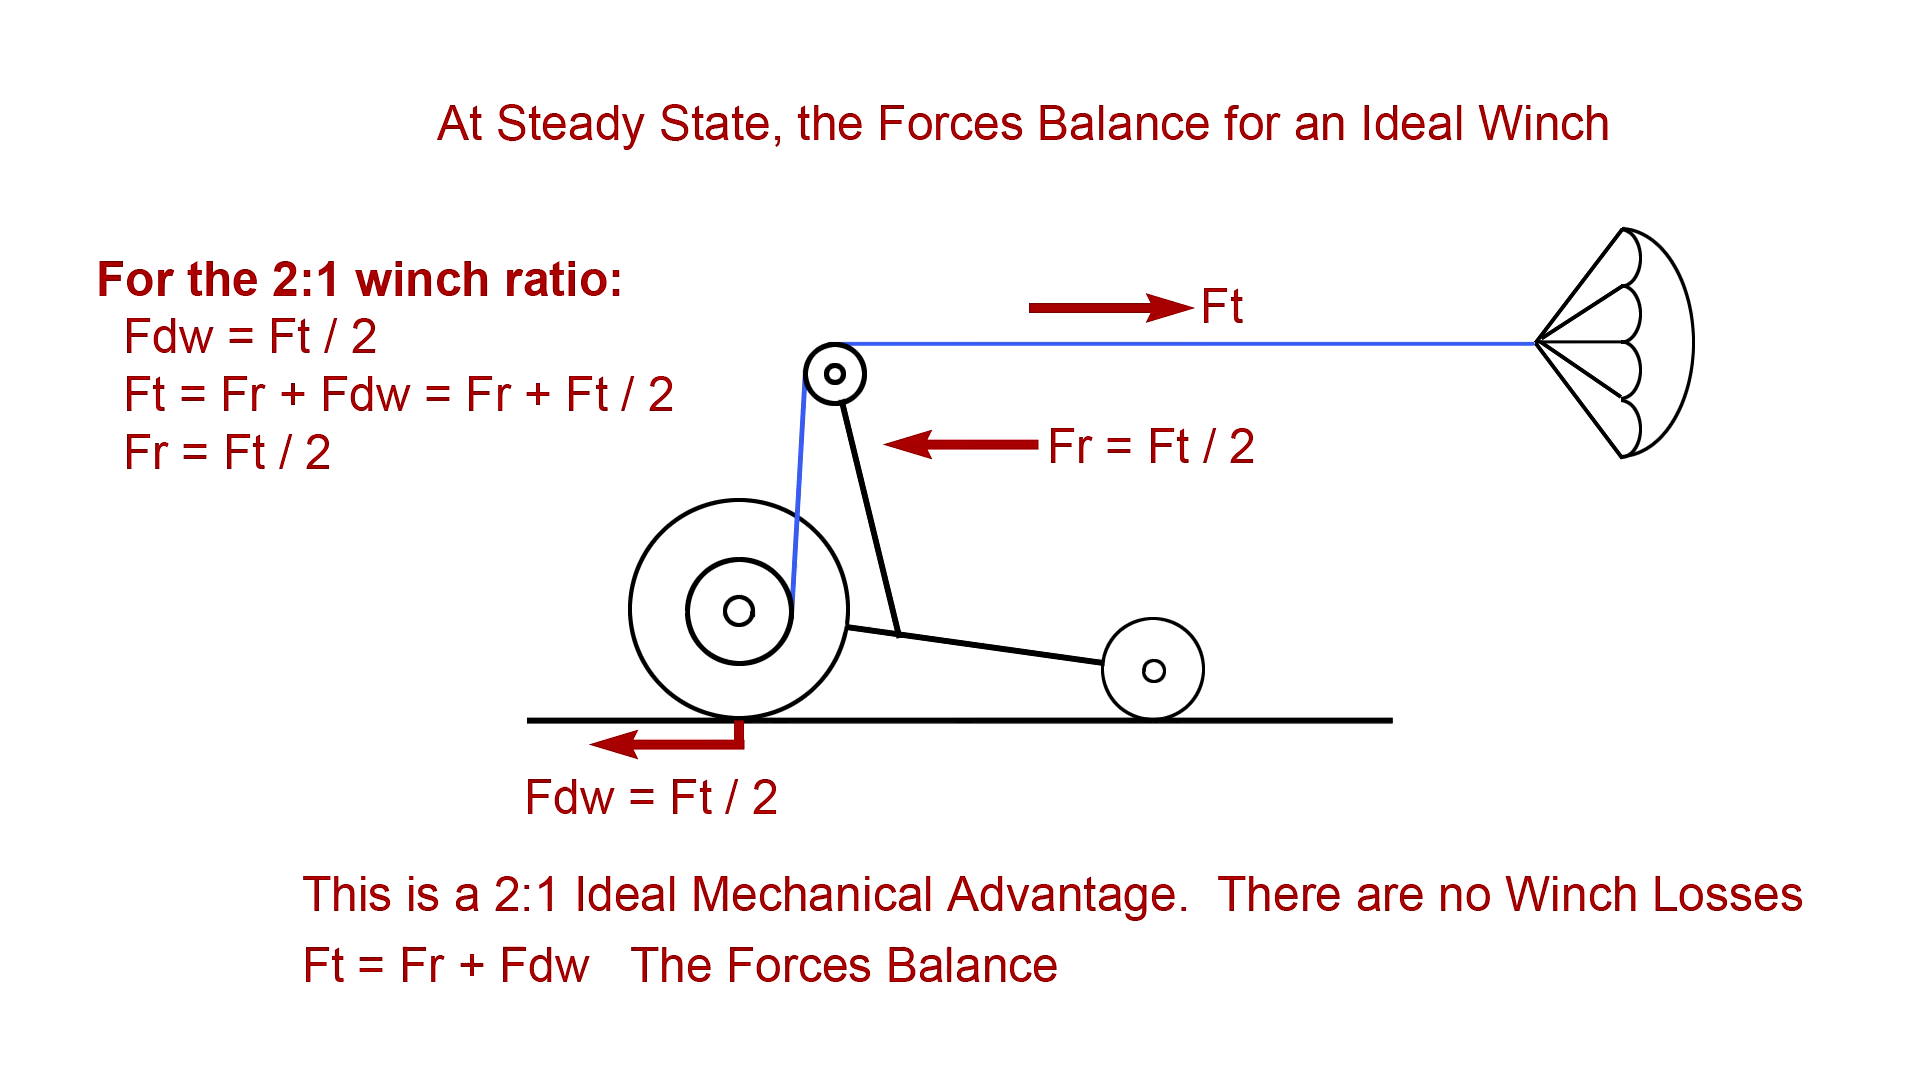 At Steady State, the Forces Balance for an Ideal Winch
For the 2:1 winch ratio:
Fdw = Ft / 2
Ft = Fr + Fdw = Fr + Ft / 2
Fr = Ft / 2
Ft
Fr = Ft / 2
Fdw = Ft / 2
This is a 2:1 Ideal Mechanical Advantage.  There are no Winch Losses
Ft = Fr + Fdw   The Forces Balance